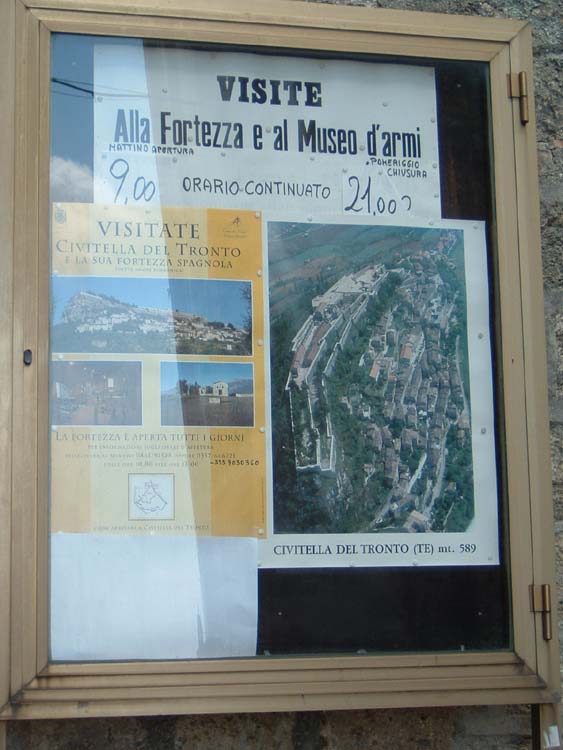 VISITE
Alla Fortezza e al Museo d'armi
MATTINO APERTURA
POMERIGGIO CHIUSURA
9,00 ORARIO CONTINUATO 21,00
VISITATE
CIVITELLA DEL TRONTO
E LA SUA FORTEZZA SPAGNOLA
LA FORTEZZA È APERTA TUTTI I GIORNI
CIVITELLA DEL TRONTO (TE) mt. 589